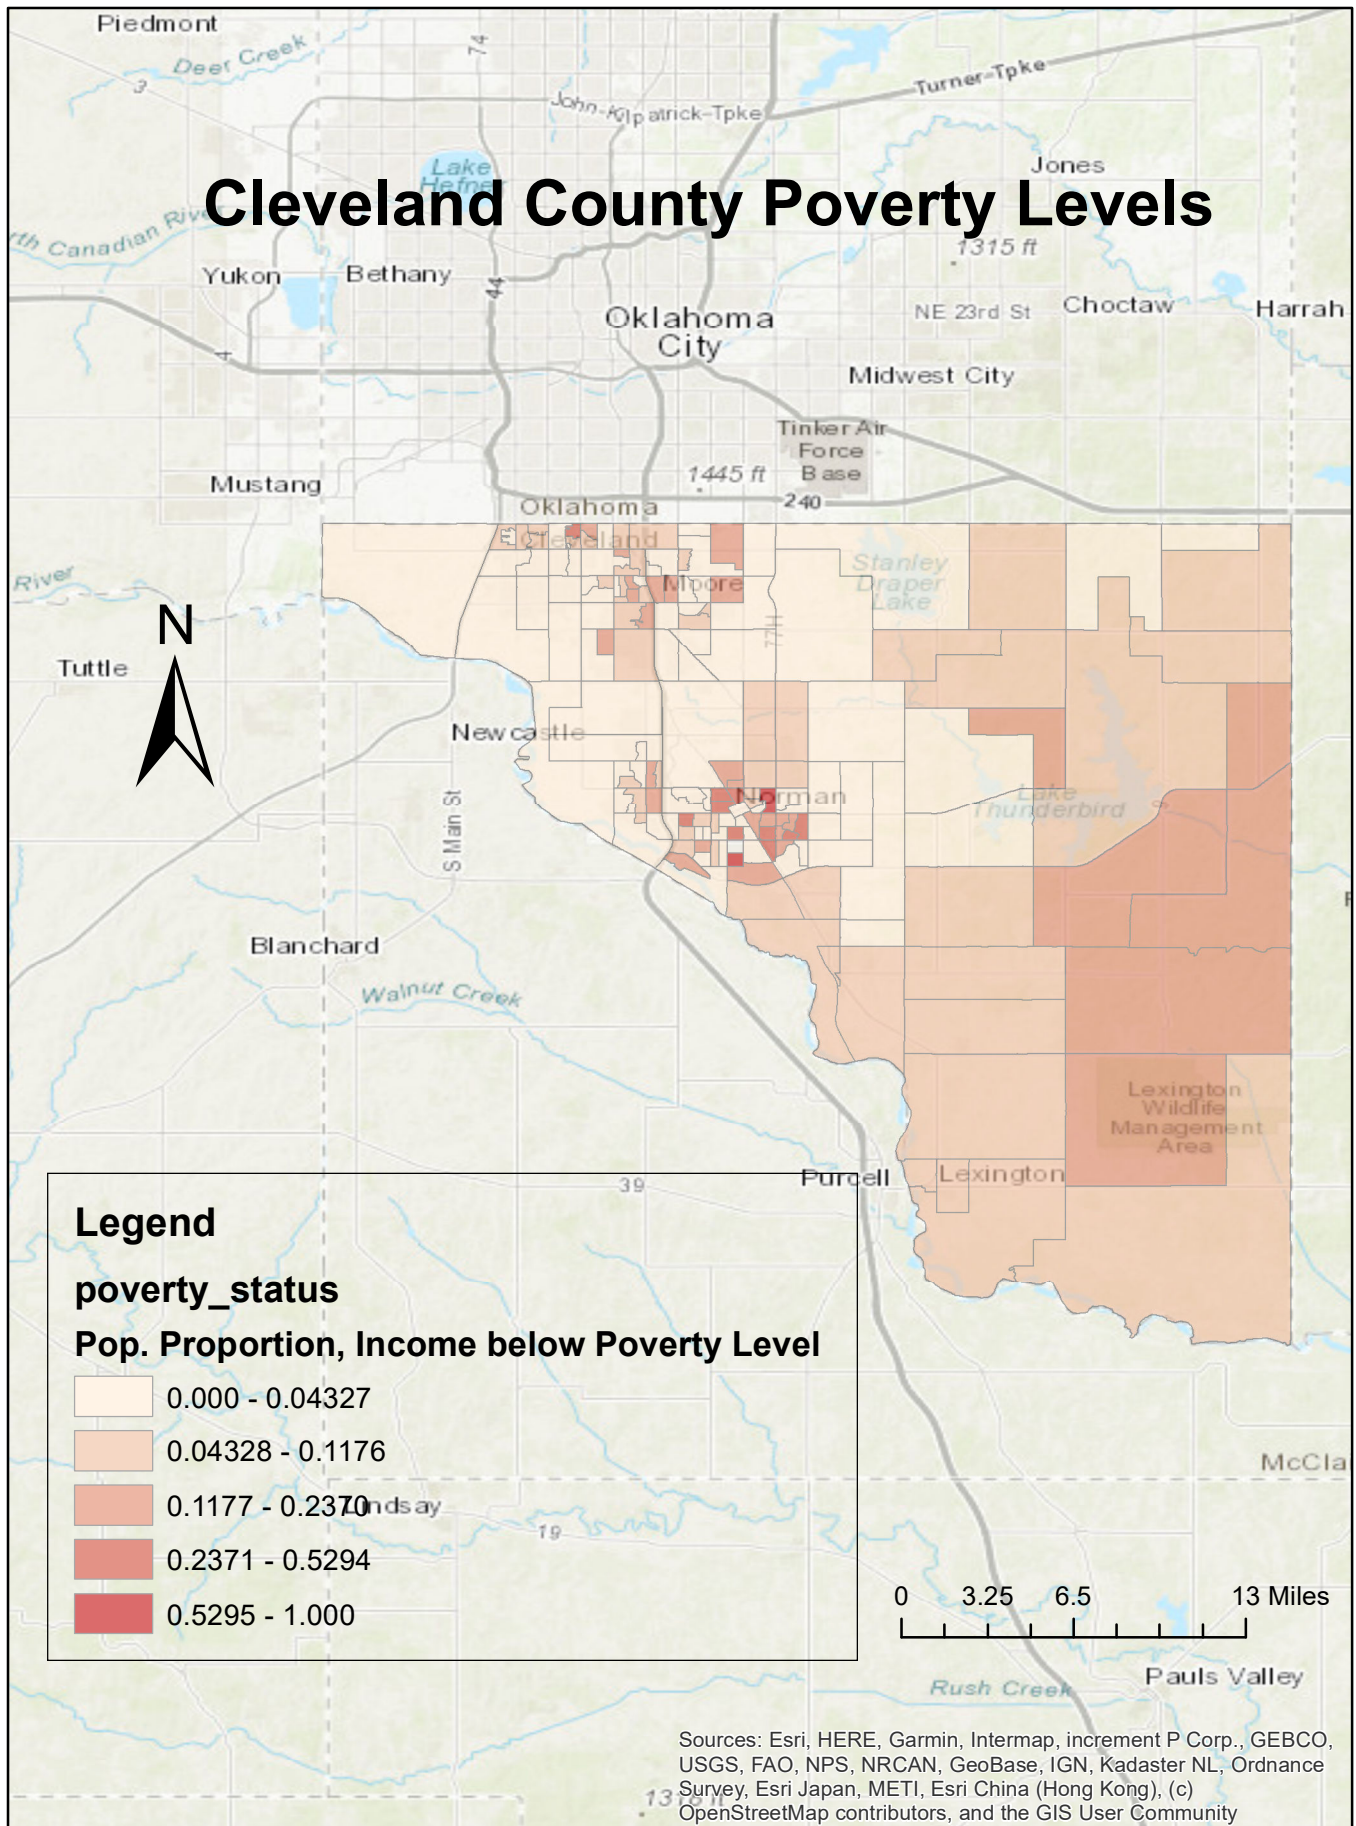 Piedmont
Deer Creek
74
3
John-Kilpatrick-Tpke
Turner-Tpke
Lake
Hefner
Jones
Cleveland County Poverty Levels
rth Canadian River
1315 ft
Yukon
Bethany
44
NE 23rd St
Choctaw
Harrah
Oklahoma
City
4
Midwest City
Tinker Air
Force
Base
1445 ft
Mustang
240
Oklahoma
Cleveland
River
Stanley
Draper
Lake
Moore
N
77H
Tuttle
Newcastle
Norman
Lake
Thunderbird
S Main St
Blanchard
Walnut Creek
Lexington
Wildlife
Management
Area
Purcell
Lexington
39
Legend
poverty_status
Pop. Proportion, Income below Poverty Level
0.000 - 0.04327
0.04328 - 0.1176
0.1177 - 0.2370
0.2371 - 0.5294
0.5295 - 1.000
Lindsay
19
McCla
0 3.25 6.5 13 Miles
Pauls Valley
Rush Creek
Sources: Esri, HERE, Garmin, Intermap, increment P Corp., GEBCO,
USGS, FAO, NPS, NRCAN, GeoBase, IGN, Kadaster NL, Ordnance
Survey, Esri Japan, METI, Esri China (Hong Kong), (c)
OpenStreetMap contributors, and the GIS User Community